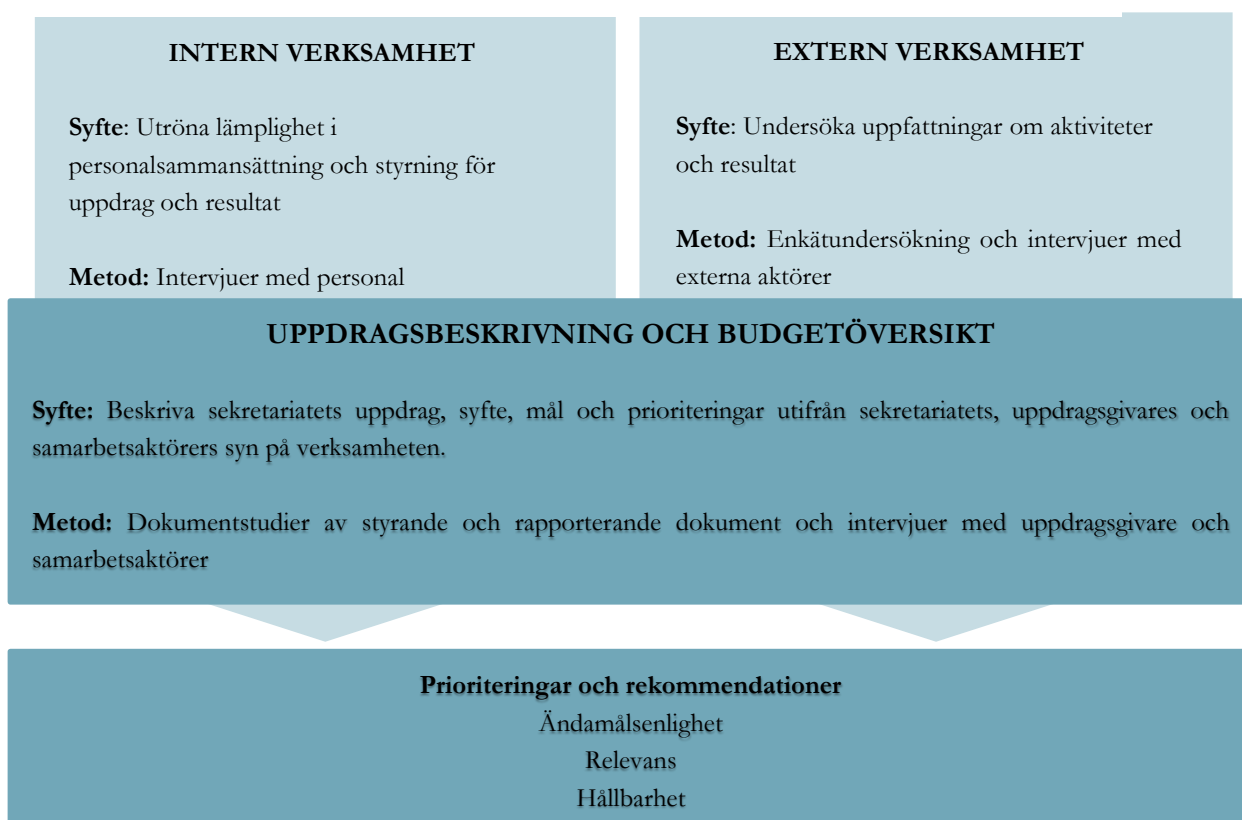 INTERN VERKSAMHET
Syfte: Utröna lämplighet i
personalsammansättning och styrning för
uppdrag och resultat
Metod: Intervjuer med personal
EXTERN VERKSAMHET
Syfte: Undersöka uppfattningar om aktiviteter
och resultat
Metod: Enkätundersökning och intervjuer med
externa aktörer
UPPDRAGSBESKRIVNING OCH BUDGETÖVERSIKT
Syfte: Beskriva sekretariatets uppdrag, syfte, mål och prioriteringar utifrån sekretariatets, uppdragsgivares och
samarbetsaktörers syn på verksamheten.
Metod: Dokumentstudier av styrande och rapporterande dokument och intervjuer med uppdragsgivare och
samarbetsaktörer
Prioriteringar och rekommendationer
Ändamålsenlighet
Relevans
Hållbarhet